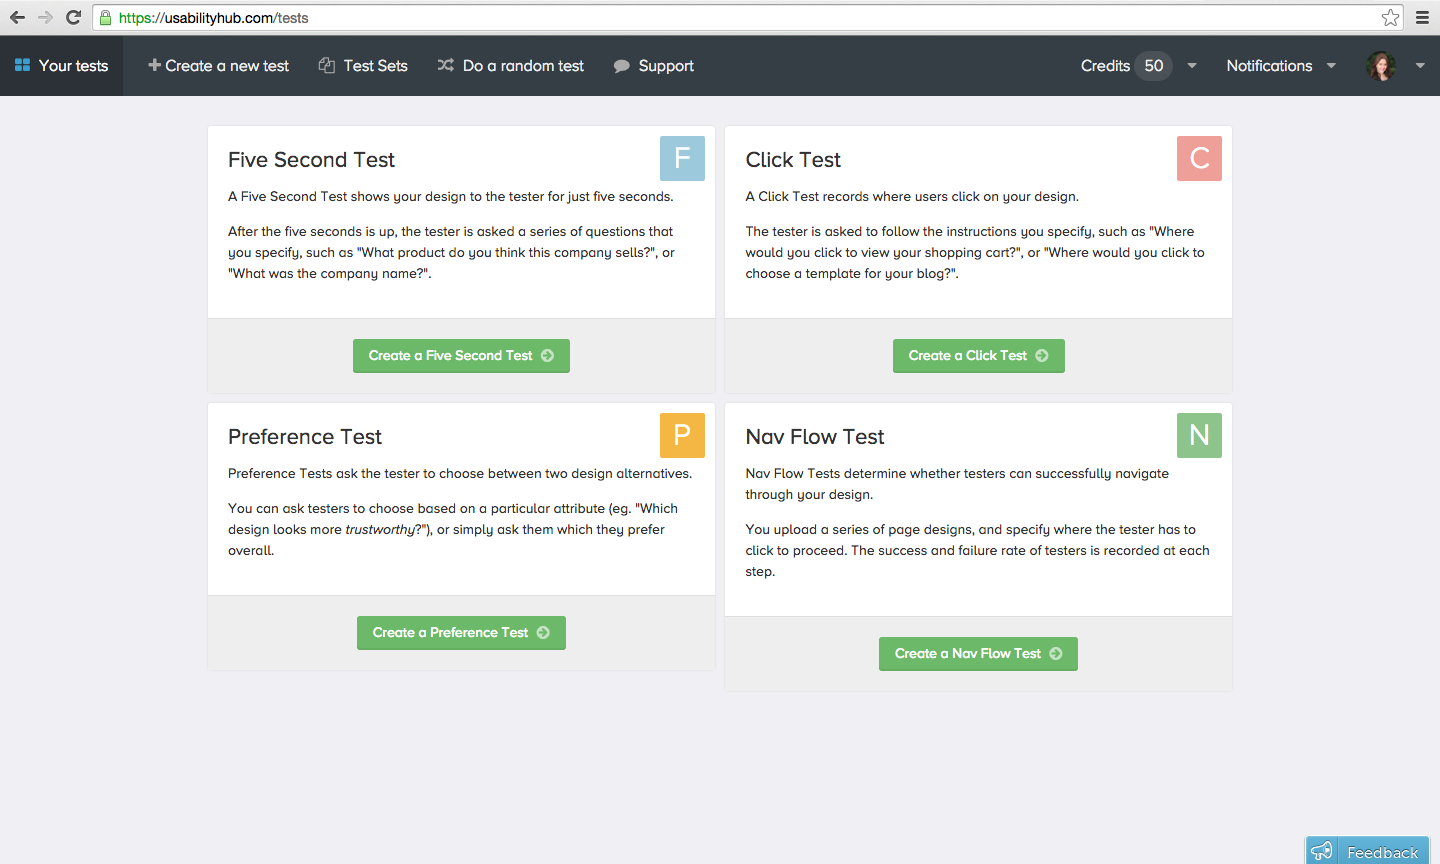 https://usabilityhub.com/tests
Your tests
Create a new test
Test Sets
Do a random test
Support
Credits 50
Notifications
Five Second Test
F
A Five Second Test shows your design to the tester for just five seconds.
After the five seconds is up, the tester is asked a series of questions that
you specify, such as "What product do you think this company sells?", or
"What was the company name?".
Create a Five Second Test
Click Test
C
A Click Test records where users click on your design.
The tester is asked to follow the instructions you specify, such as "Where
would you click to view your shopping cart?", or "Where would you click to
choose a template for your blog?".
Create a Click Test
Preference Test
P
Preference Tests ask the tester to choose between two design alternatives.
You can ask testers to choose based on a particular attribute (eg. "Which
design looks more trustworthy?"), or simply ask them which they prefer
overall.
Create a Preference Test
Nav Flow Test
N
Nav Flow Tests determine whether testers can successfully navigate
through your design.
You upload a series of page designs, and specify where the tester has to
click to proceed. The success and failure rate of testers is recorded at each
step.
Create a Nav Flow Test
Feedback